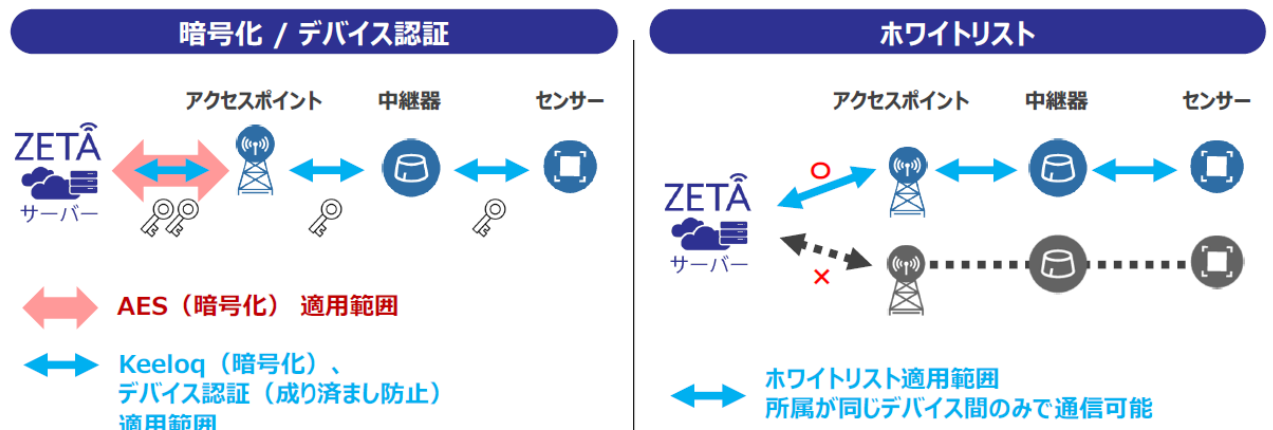 暗号化 / デバイス認証
アクセスポイント
中継器
センサー
ZETA
サーバー
AES（暗号化） 適用範囲
Keeloq（暗号化）、
デバイス認証（成り済まし防止）
適用範囲
ホワイトリスト
アクセスポイント
中継器
センサー
○
ZETA
サーバー
×
ホワイトリスト適用範囲
所属が同じデバイス間のみで通信可能